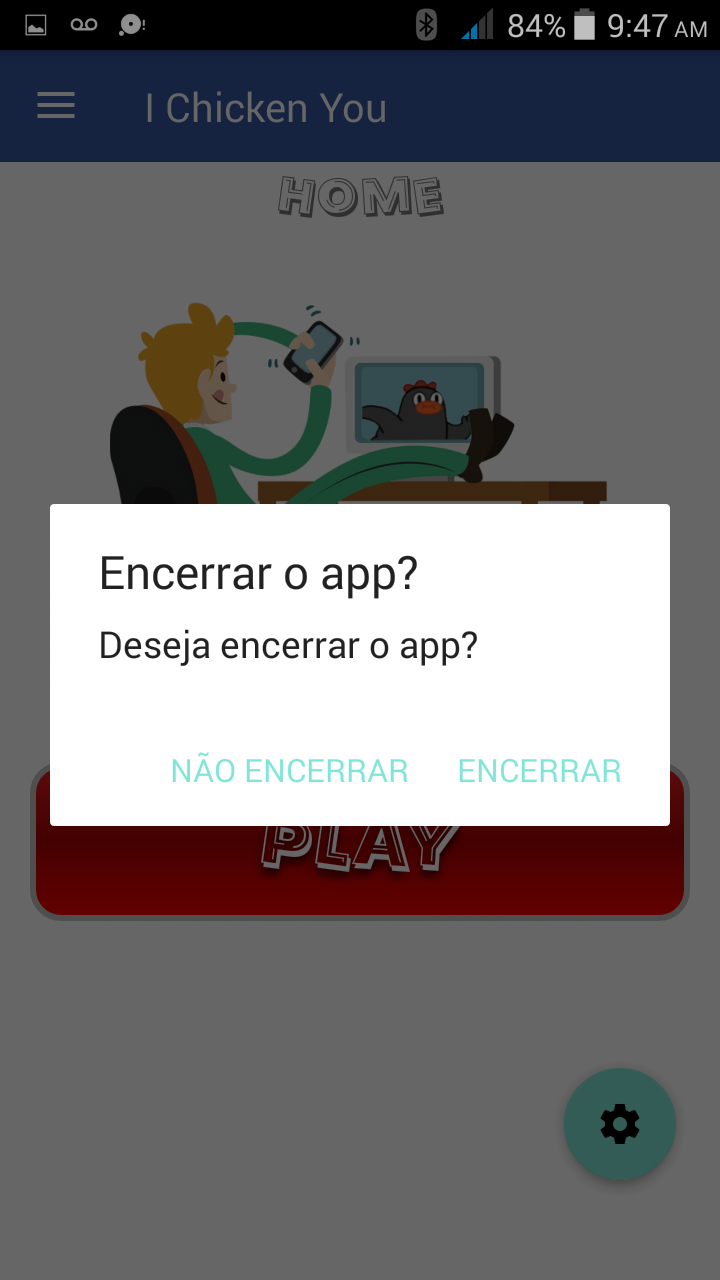 84% 9:47 AM
I Chicken You
HOME
Encerrar o app?
Deseja encerrar o app?
NÃO ENCERRAR ENCERRAR
PLAY